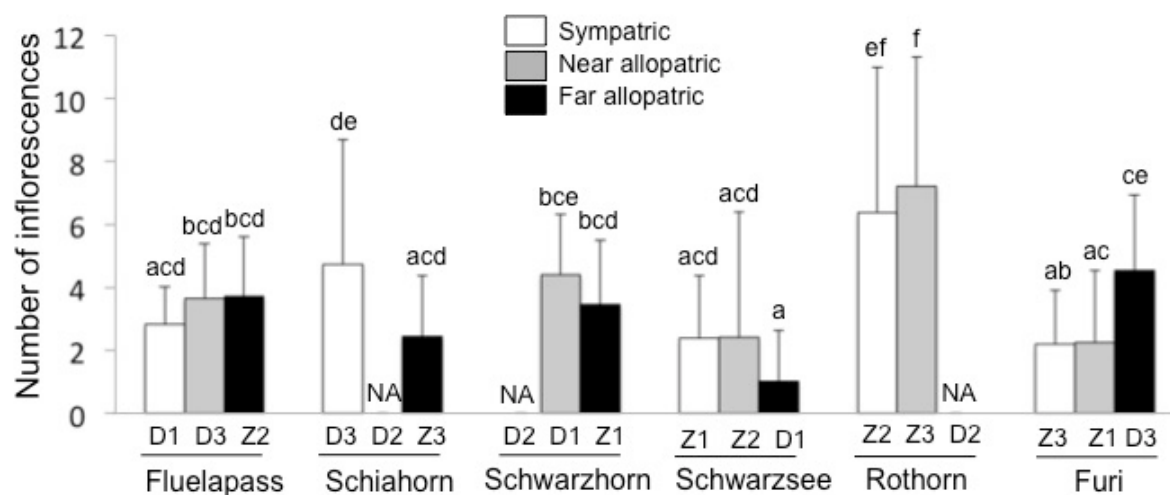 Number of inflorescences
12
10
8
6
4
2
0
Sympatric
Near allopatric
Far allopatric
acd bcd bcd
de NA acd
NA bce bcd
acd acd a
ef f NA
ab ac ce
D1 D3 Z2
D3 D2 Z3
D2 D1 Z1
Z1 Z2 D1
Z2 Z3 D2
Z3 Z1 D3
Fluelapass Schiahorn Schwarzhorn Schwarzsee Rothorn Furi